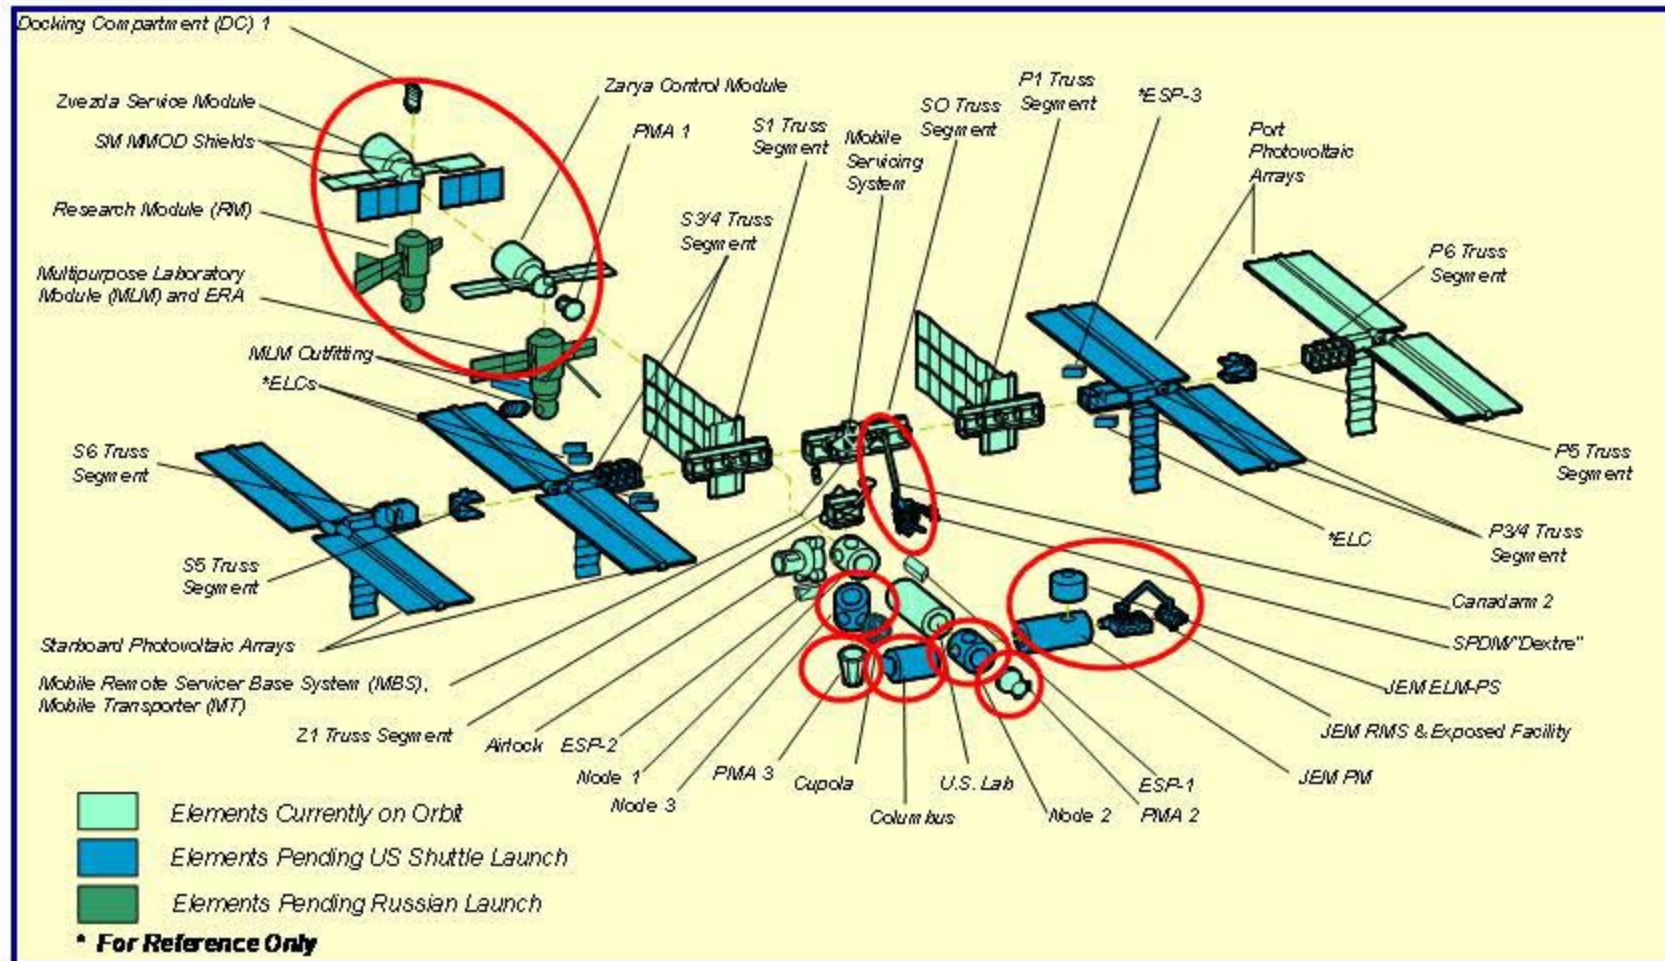 Docking Compartment (DC) 1
Zvezda Service Module
SM MMOD Shields
Research Module (RM)
Multipurpose Laboratory
Module (MLM) and ERA
MLM Outfitting
*ELCs
Zarya Control Module
PMA 1
S3/4 Truss
Segment
S1 Truss
Segment
Mobile
Servicing
System
SO Truss
Segment
P1 Truss
Segment
*ESP-3
Port
Photovoltaic
Arrays
P6 Truss
Segment
P5 Truss
Segment
P3/4 Truss
Segment
*ELC
Canadarm 2
SPDM/"Dextre"
JEM ELM-PS
JEM RMS & Exposed Facility
JEM PM
S6 Truss
Segment
S5 Truss
Segment
Starboard Photovoltaic Arrays
Mobile Remote Servicer Base System (MBS),
Mobile Transporter (MT)
Z1 Truss Segment
Airlock
ESP-2
Node 1
Node 3
PMA 3
Cupola
Columbus
U.S. Lab
Node 2
ESP-1
PMA 2
Elements Currently on Orbit
Elements Pending US Shuttle Launch
Elements Pending Russian Launch
* For Reference Only